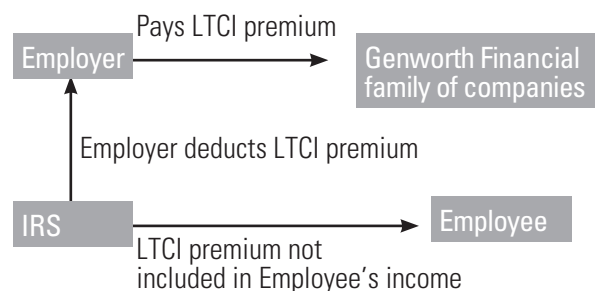 Pays LTCI premium
Employer
Genworth Financial
family of companies
Employer deducts LTCI premium
IRS
Employee
LTCI premium not
included in Employee's income